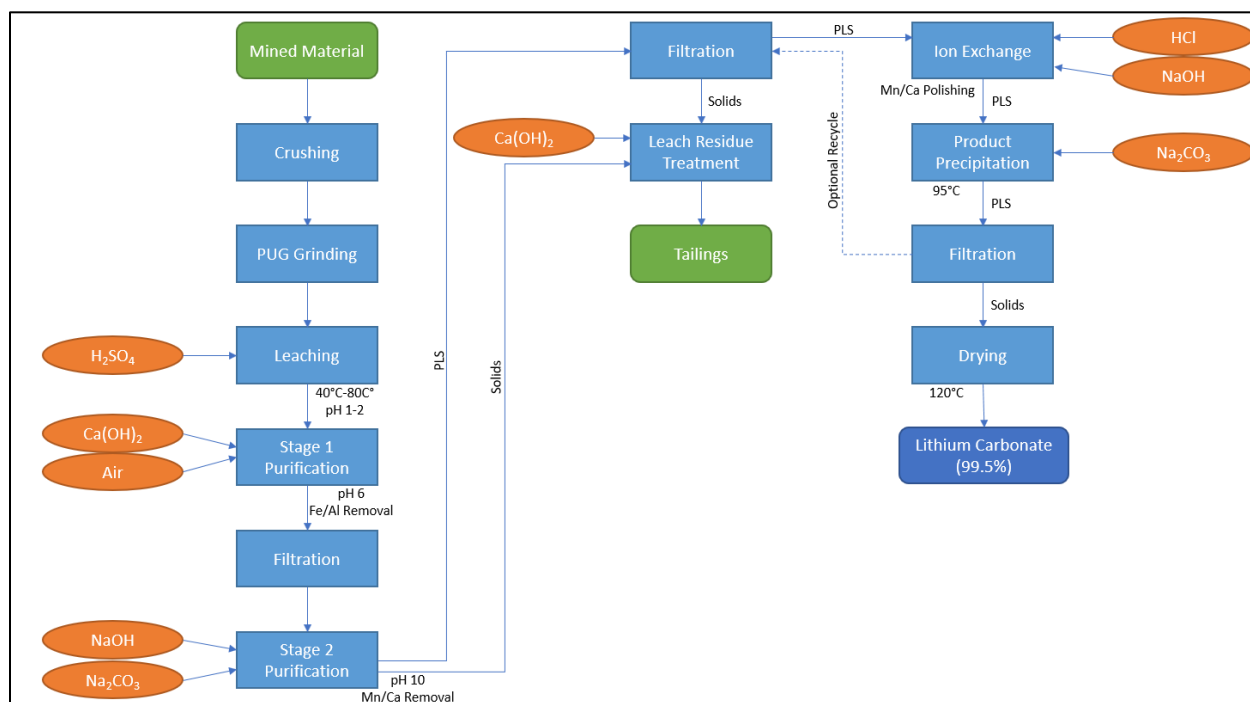 Mined Material
Crushing
PUG Grinding
H₂SO₄
Leaching
40°C-80C°
pH 1-2
Ca(OH)₂
Air
Stage 1
Purification
pH 6
Fe/Al Removal
Filtration
NaOH
Na₂CO₃
Stage 2
Purification
pH 10
Mn/Ca Removal
PLS
Solids
Filtration
Solids
Ca(OH)₂
Leach Residue
Treatment
Tailings
PLS
Optional Recycle
Ion Exchange
HCl
NaOH
Mn/Ca Polishing
PLS
Product
Precipitation
Na₂CO₃
95°C
PLS
Filtration
Solids
Drying
120°C
Lithium Carbonate
(99.5%)